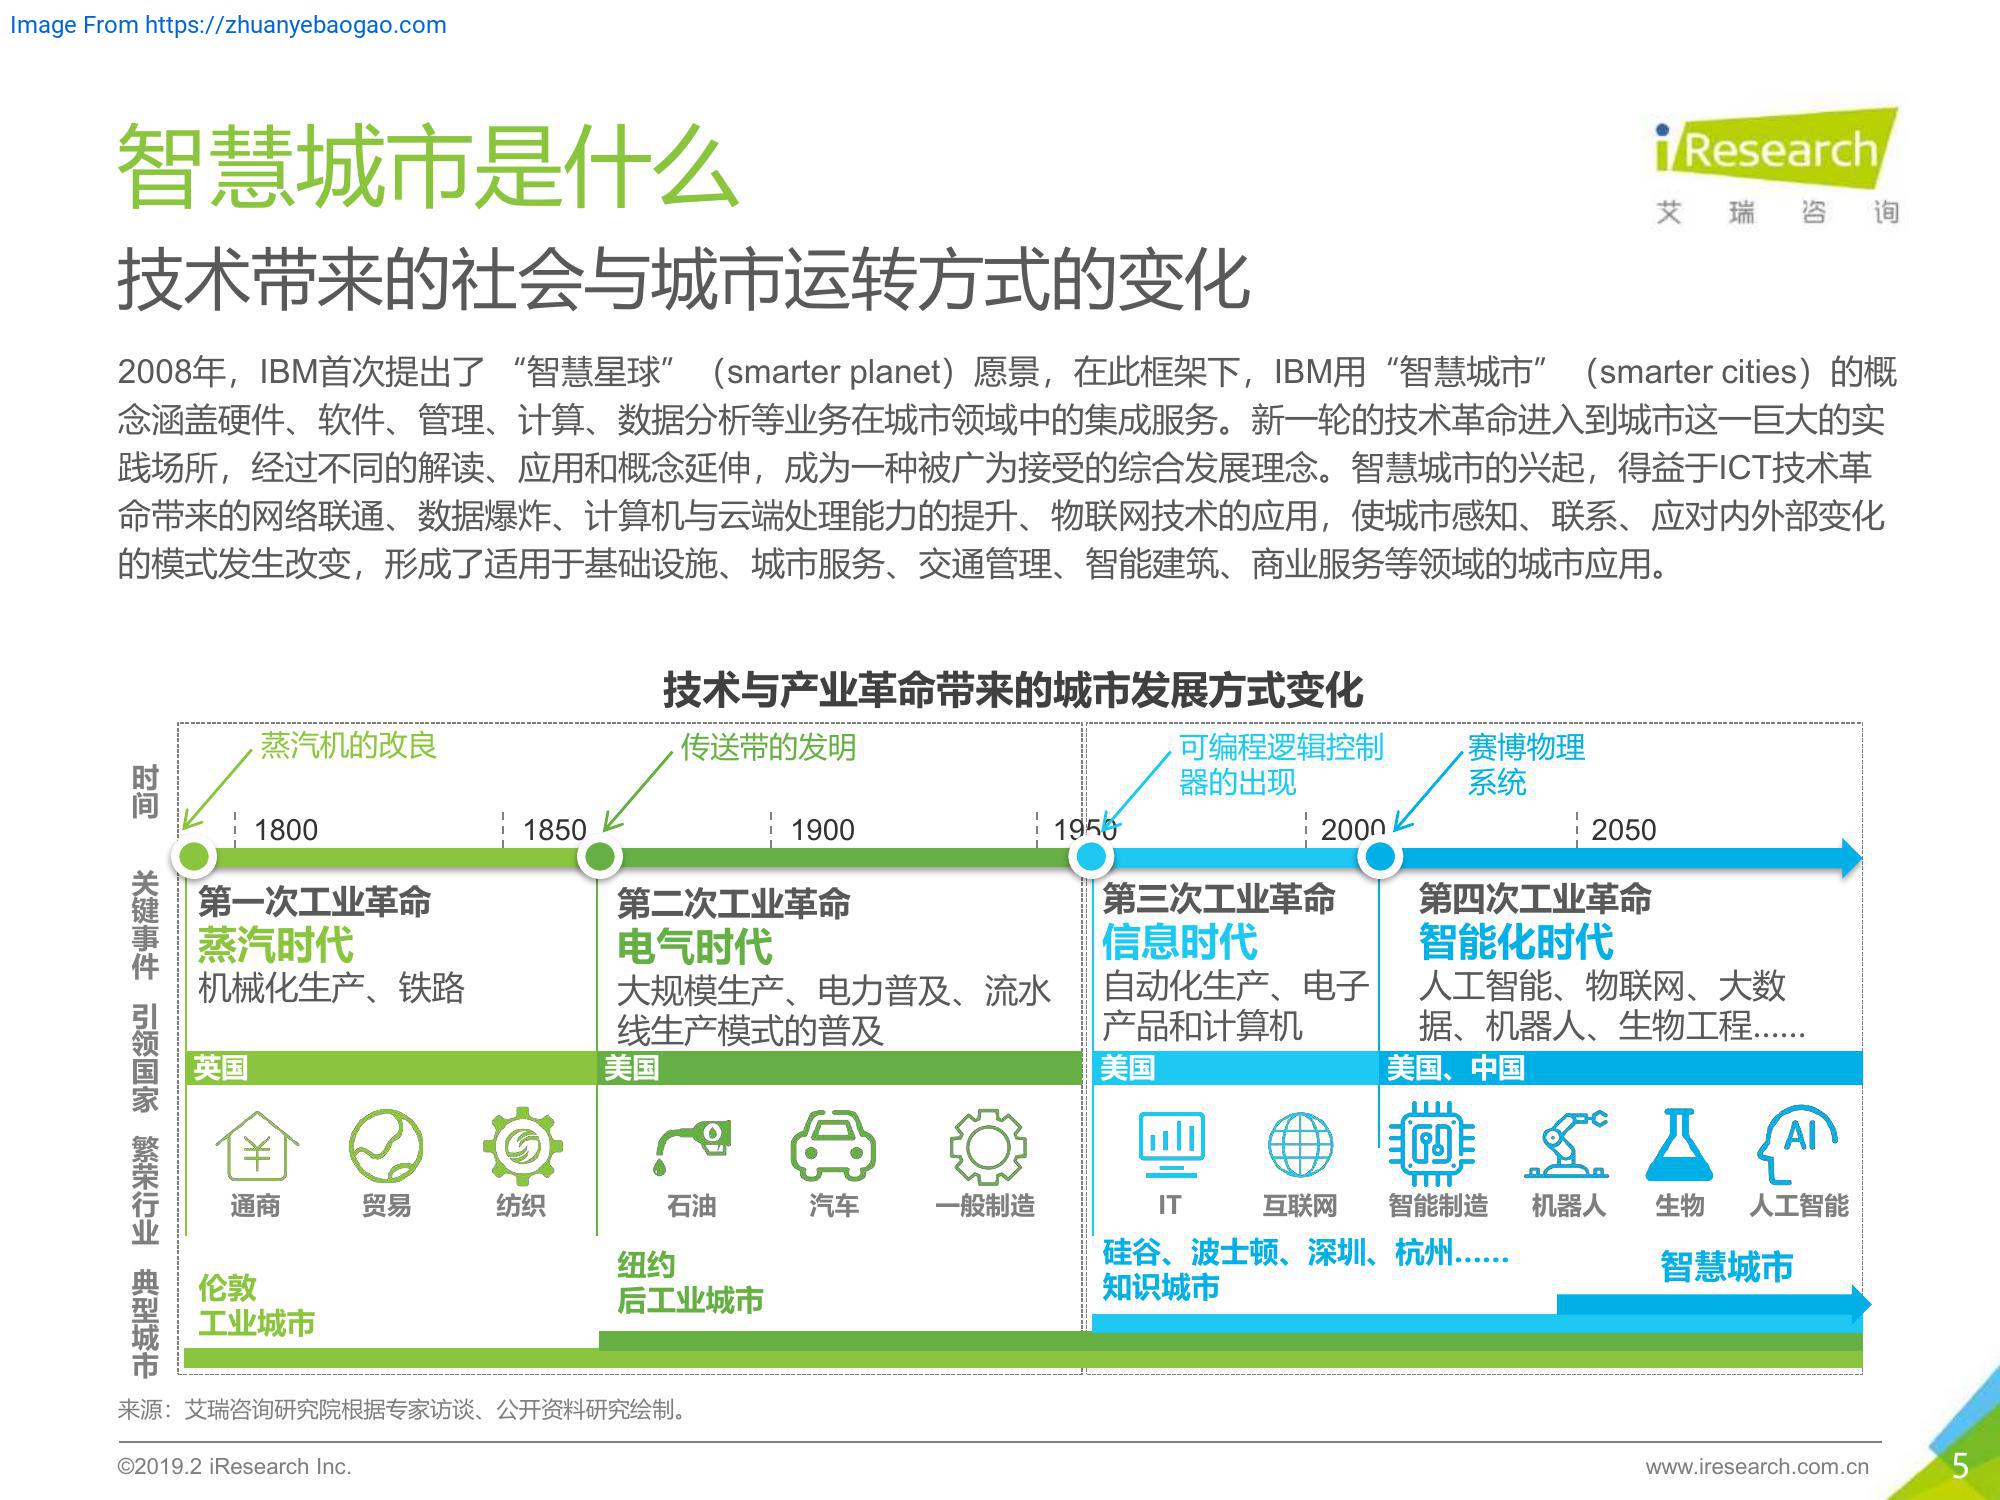 Image From https://zhuanyebaogao.com
智慧城市是什么
iResearch
艾瑞咨询
技术带来的社会与城市运转方式的变化
2008年，IBM首次提出了 “智慧星球” （smarter planet）愿景，在此框架下，IBM用“智慧城市” （smarter cities）的概
念涵盖硬件、软件、管理、计算、数据分析等业务在城市领域中的集成服务。新一轮的技术革命进入到城市这一巨大的实
践场所，经过不同的解读、应用和概念延伸，成为一种被广为接受的综合发展理念。智慧城市的兴起，得益于ICT技术革
命带来的网络联通、数据爆炸、计算机与云端处理能力的提升、物联网技术的应用，使城市感知、联系、应对内外部变化
的模式发生改变，形成了适用于基础设施、城市服务、交通管理、智能建筑、商业服务等领域的城市应用。
技术与产业革命带来的城市发展方式变化
时间
蒸汽机的改良
传送带的发明
可编程逻辑控制
器的出现
赛博物理
系统
1800
1850
1900
1950
2000
2050
关键事件
第一次工业革命
蒸汽时代
机械化生产、铁路
第二次工业革命
电气时代
大规模生产、电力普及、流水
线生产模式的普及
第三次工业革命
信息时代
自动化生产、电子
产品和计算机
第四次工业革命
智能化时代
人工智能、物联网、大数
据、机器人、生物工程......
引领国家
英国
美国
美国
美国、中国
繁荣行业
AI
通商
贸易
纺织
石油
汽车
一般制造
IT
互联网
智能制造
机器人
生物
人工智能
典型城市
伦敦
工业城市
纽约
后工业城市
硅谷、波士顿、深圳、杭州......
知识城市
智慧城市
来源：艾瑞咨询研究院根据专家访谈、公开资料研究绘制。
©2019.2 iResearch Inc.
www.iresearch.com.cn
5